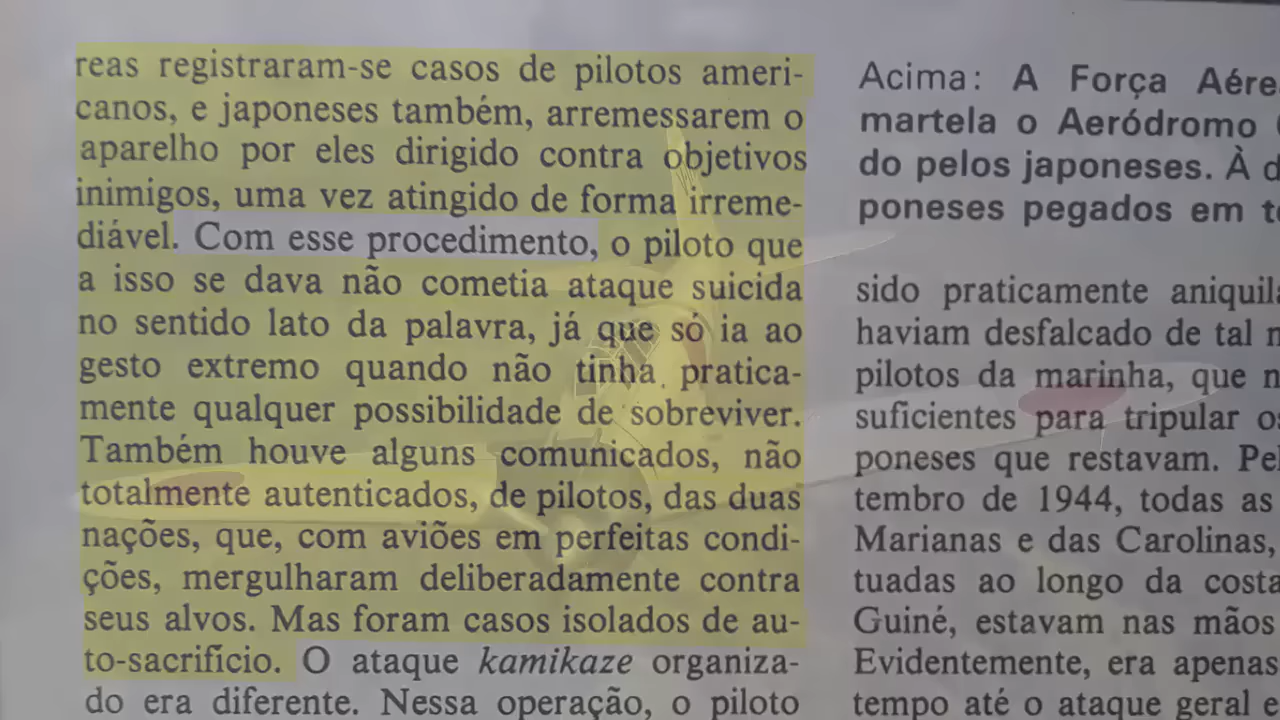 reas registraram-se casos de pilotos ameri-
canos, e japoneses também, arremessarem o
aparelho por eles dirigido contra objetivos
inimigos, uma vez atingido de forma irreme-
diável. Com esse procedimento, o piloto que
a isso se dava não cometia ataque suicida
no sentido lato da palavra, já que só ia ao
gesto extremo quando não tinha pratica-
mente qualquer possibilidade de sobreviver.
Também houve alguns comunicados, não
totalmente autenticados, de pilotos, das duas
nações, que, com aviões em perfeitas condi-
ções, mergulharam deliberadamente contra
seus alvos. Mas foram casos isolados de au-
to-sacrifício. O ataque kamikaze organiza-
do era diferente. Nessa operação, o piloto
Acima: A Força Aére
martela o Aeródromo
do pelos japoneses. À d
poneses pegados em t
sido praticamente aniquil
haviam desfalcado de tal
pilotos da marinha, que n
suficientes para tripular o
poneses que restavam. Pe
tembro de 1944, todas as
Marianas e das Carolinas,
tuadas ao longo da costa
Guiné, estavam nas mãos
Evidentemente, era apenas
tempo até o ataque geral e